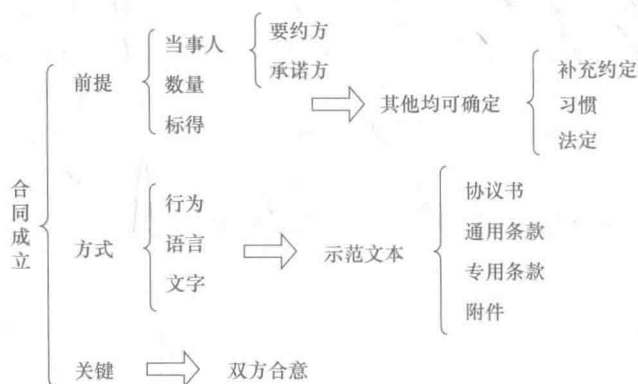 合同成立
前提
当事人
要约方
承诺方
数量
标得
其他均可确定
补充约定
习惯
法定
方式
行为
语言
文字
示范文本
协议书
通用条款
专用条款
附件
关键
双方合意